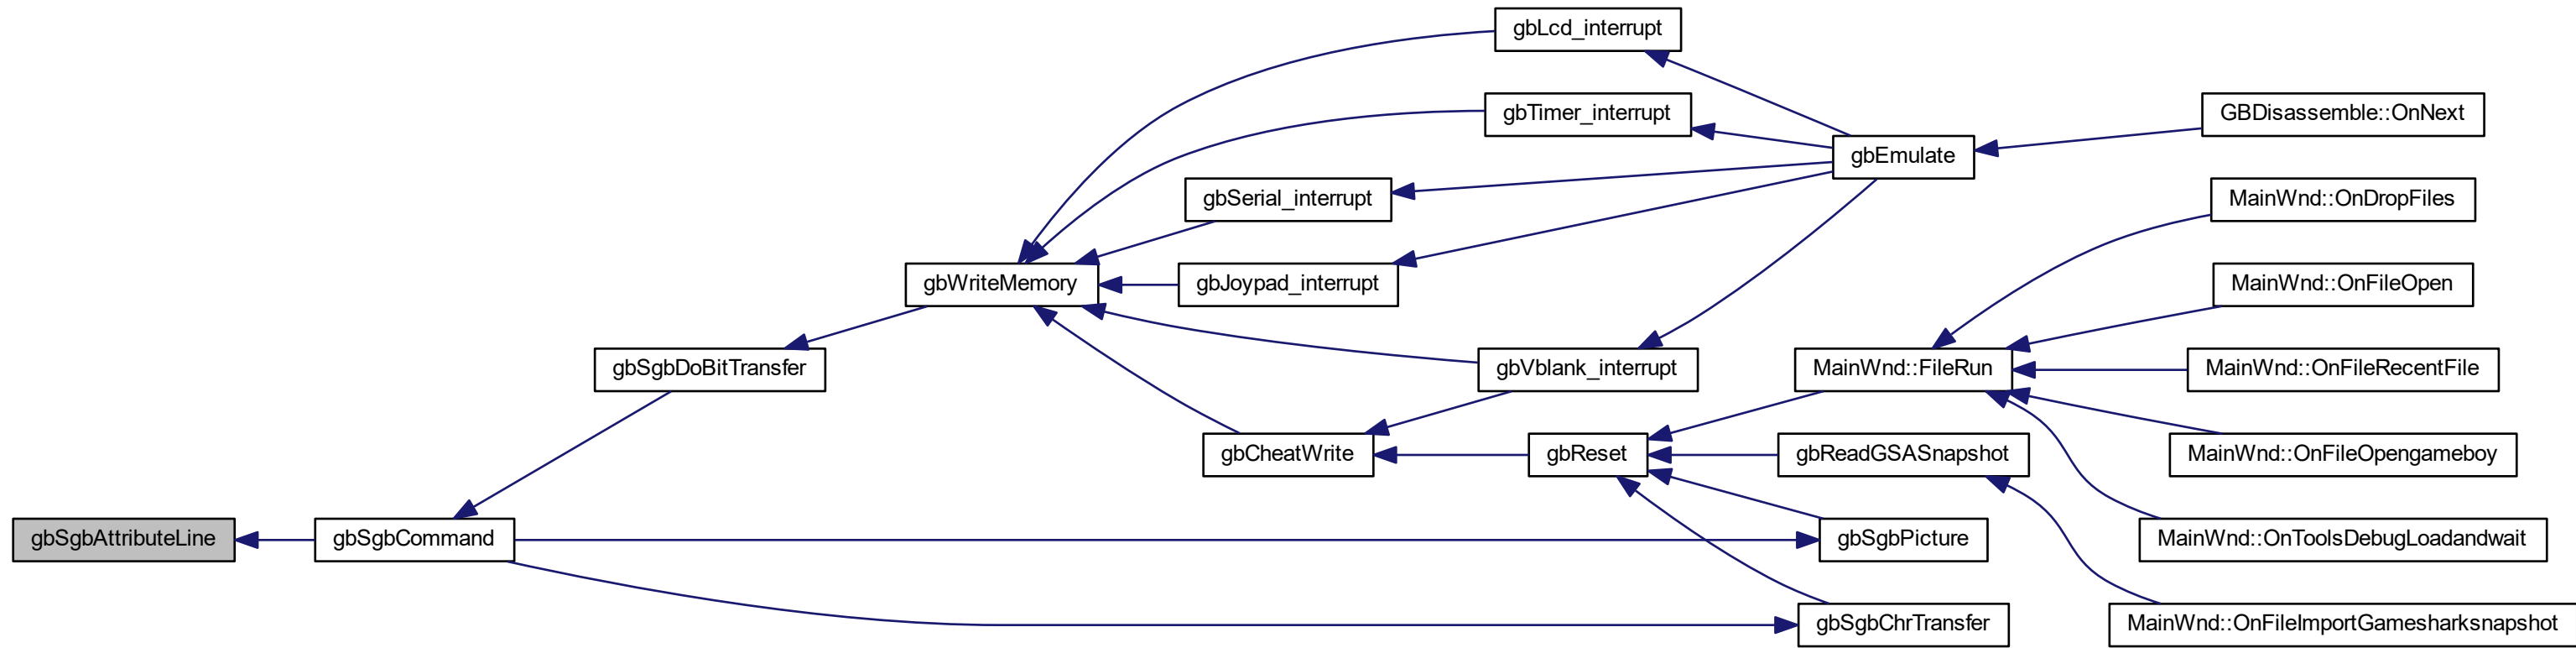 gbLcd_interrupt
gbTimer_interrupt
GBDisassemble::OnNext
gbEmulate
gbSerial_interrupt
MainWnd::OnDropFiles
gbWriteMemory
gbJoypad_interrupt
MainWnd::OnFileOpen
gbSgbDoBitTransfer
gbVblank_interrupt
MainWnd::FileRun
MainWnd::OnFileRecentFile
gbCheatWrite
gbReset
gbReadGSASnapshot
MainWnd::OnFileOpengameboy
gbSgbAttributeLine
gbSgbCommand
gbSgbPicture
MainWnd::OnToolsDebugLoadandwait
gbSgbChrTransfer
MainWnd::OnFileImportGamesharksnapshot